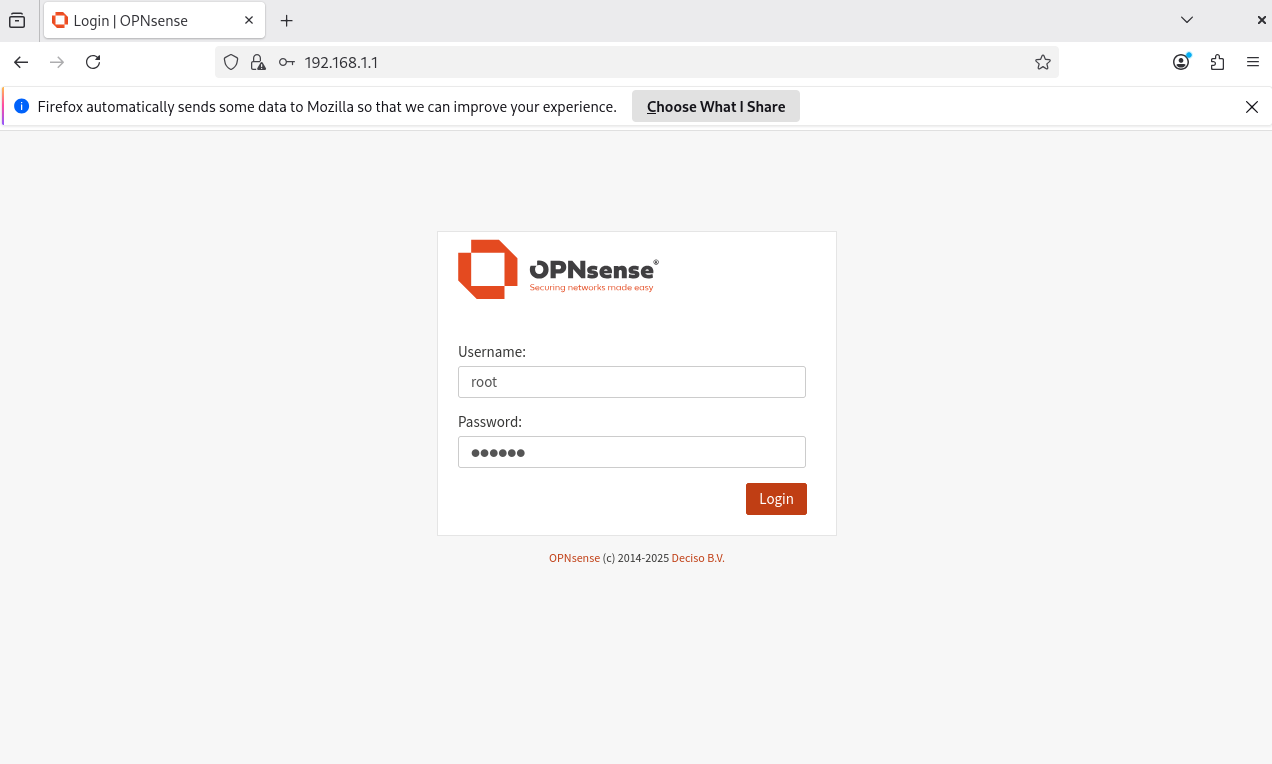 Login | OPNsense
192.168.1.1
Firefox automatically sends some data to Mozilla so that we can improve your experience. Choose What I Share
OPNsense®
Securing networks made easy
Username:
root
Password:
●●●●●●
Login
OPNsense (c) 2014-2025 Deciso B.V.